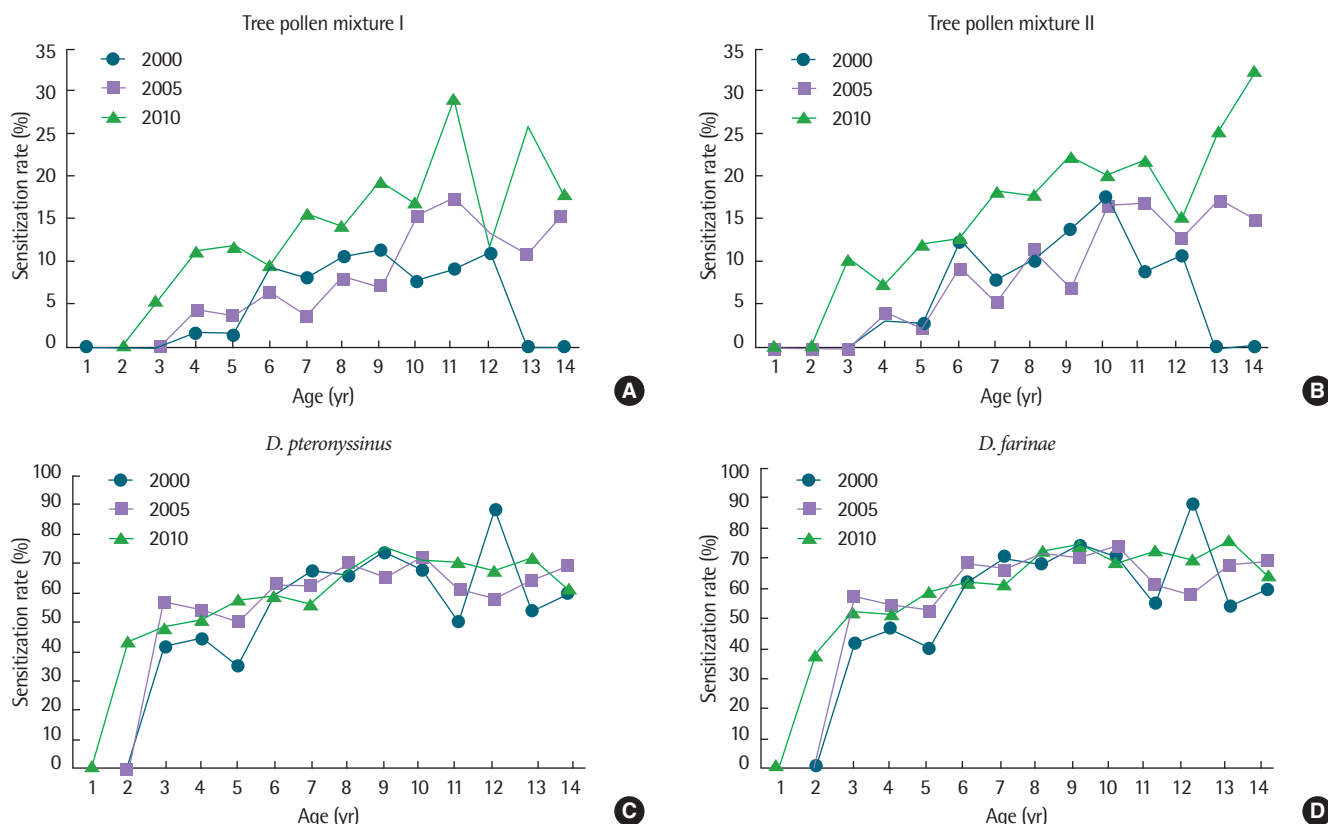 Tree pollen mixture I
35
30
25
20
15
10
5
0
Sensitization rate (%)
2000
2005
2010
1 2 3 4 5 6 7 8 9 10 11 12 13 14
Age (yr)
A
Tree pollen mixture II
35
30
25
20
15
10
5
0
Sensitization rate (%)
2000
2005
2010
1 2 3 4 5 6 7 8 9 10 11 12 13 14
Age (yr)
B
D. pteronyssinus
100
90
80
70
60
50
40
30
20
10
0
Sensitization rate (%)
2000
2005
2010
1 2 3 4 5 6 7 8 9 10 11 12 13 14
Age (yr)
C
D. farinae
100
90
80
70
60
50
40
30
20
10
0
Sensitization rate (%)
2000
2005
2010
1 2 3 4 5 6 7 8 9 10 11 12 13 14
Age (yr)
D